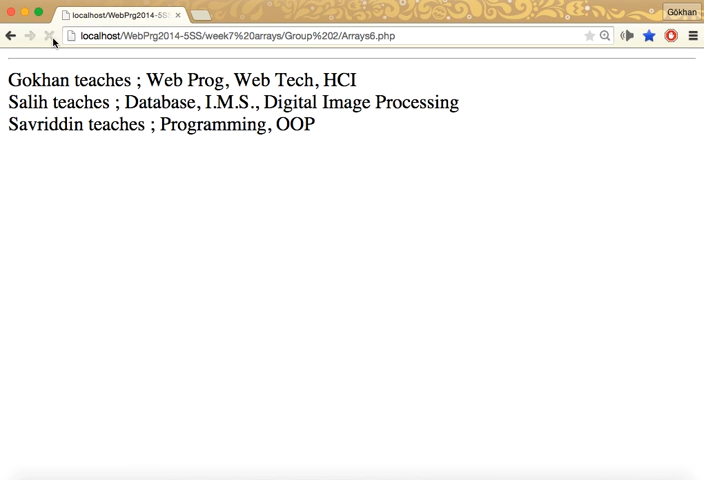 localhost/WebPrg2014-5S
Gökhan
localhost/WebPrg2014-5SS/week7%20arrays/Group%202/Arrays6.php
Gokhan teaches ; Web Prog, Web Tech, HCI
Salih teaches ; Database, I.M.S., Digital Image Processing
Savriddin teaches ; Programming, OOP